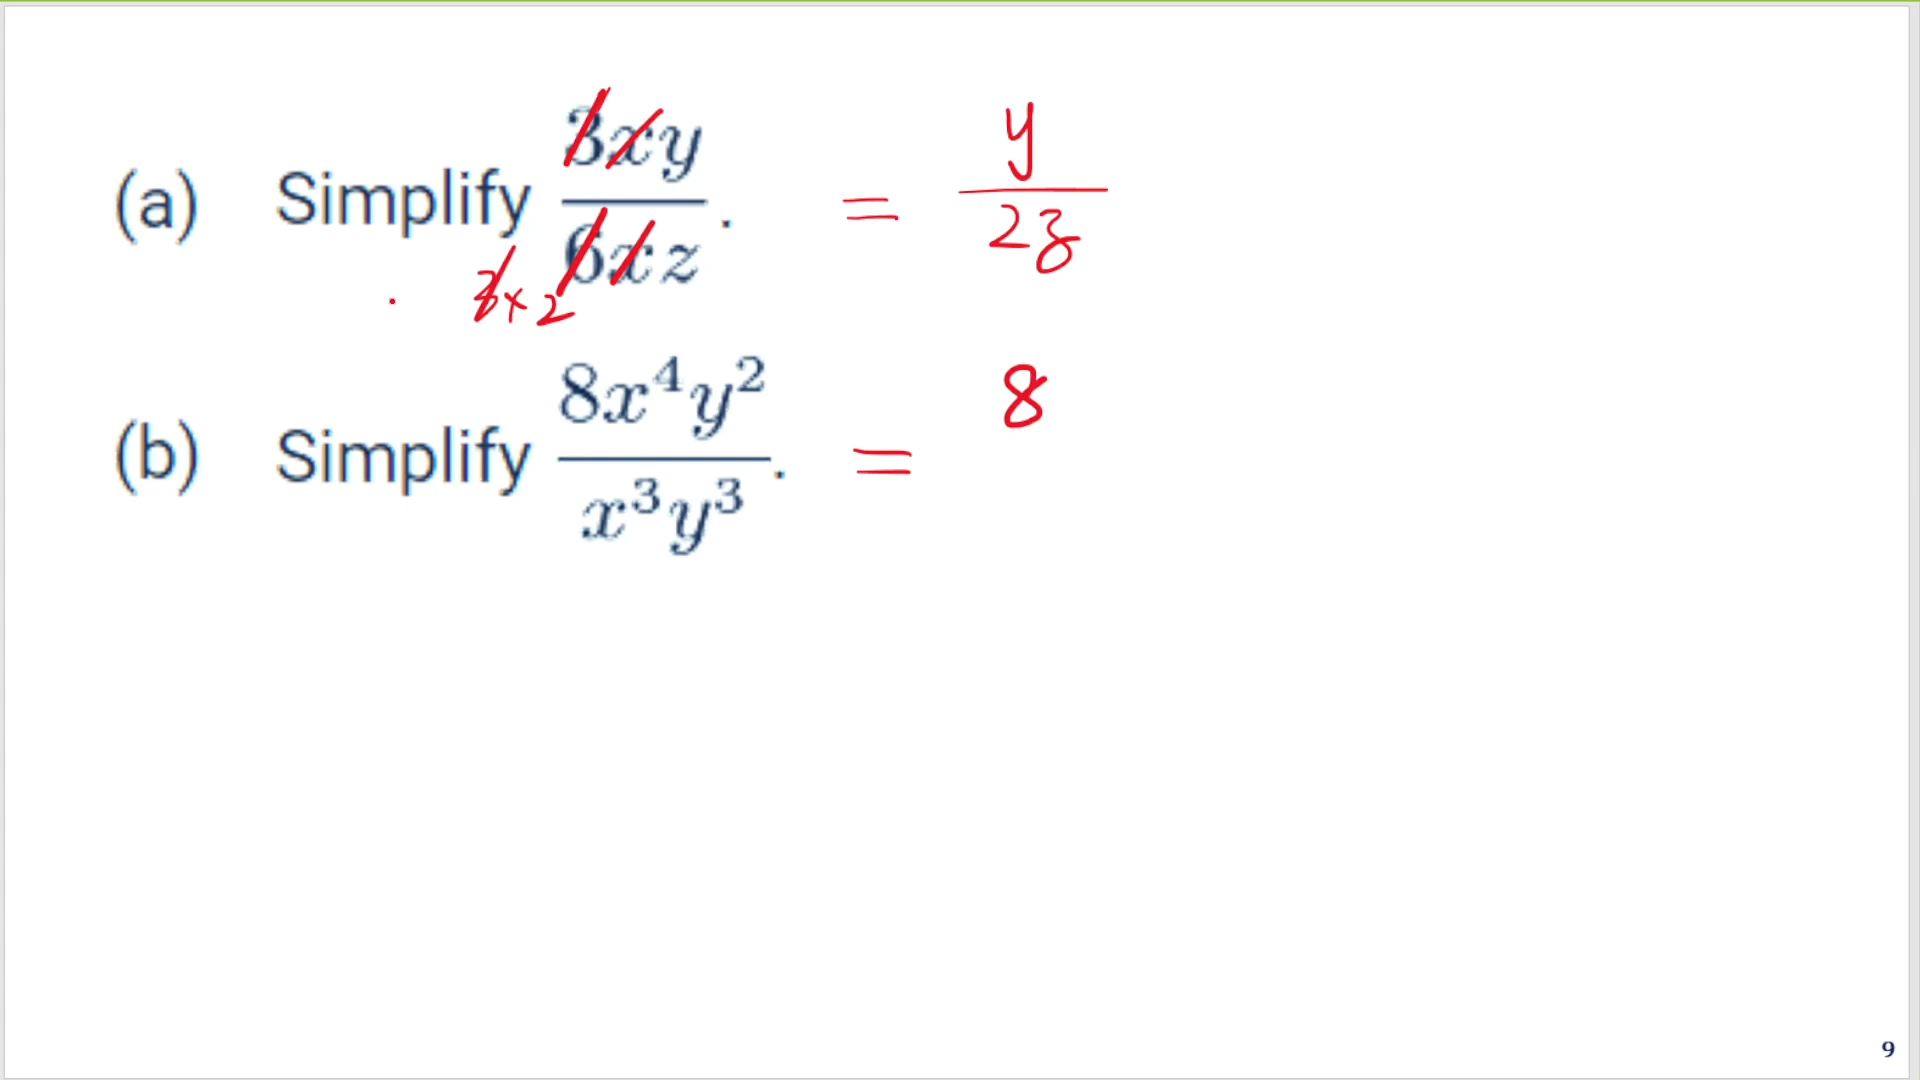 (a) Simplify 3xy/6xz. = y/2z
3×2
(b) Simplify 8x⁴y²/x³y³. = 8
9